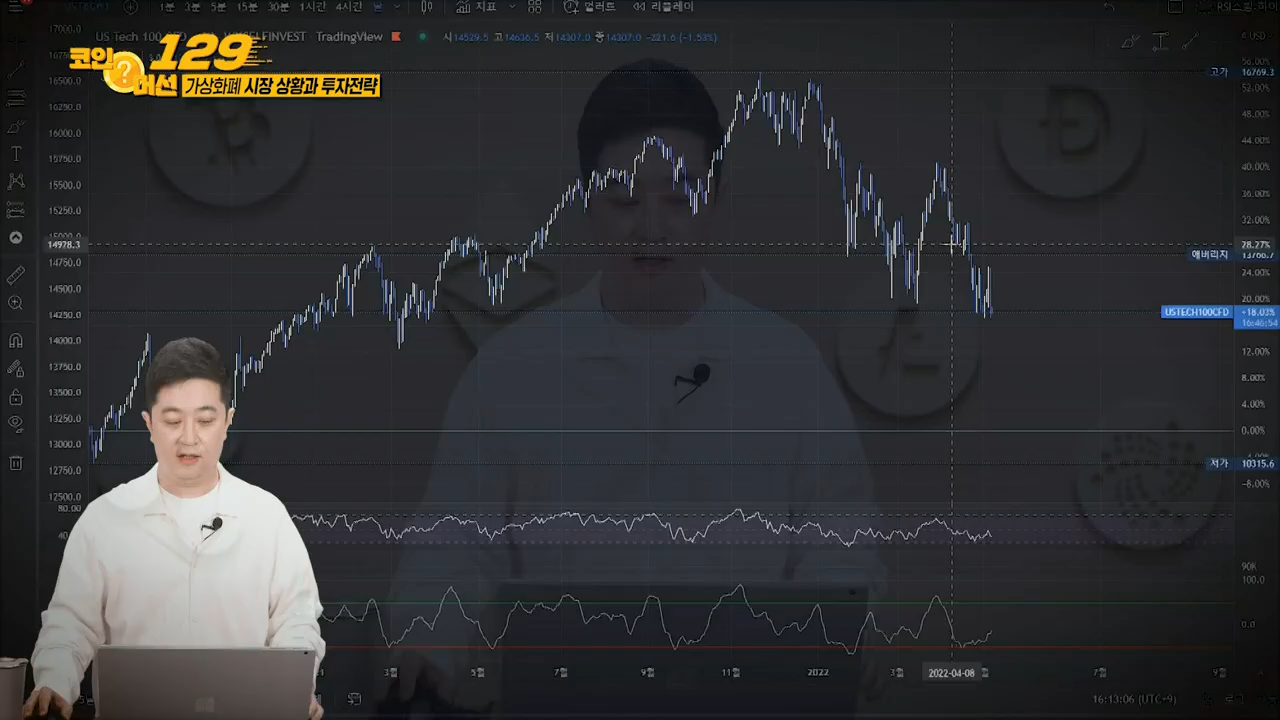 1분 3분 5분 15분 30분 1시간 4시간 일 지표 얼러트 리플레이
US Tech 100 TradingView 시14529.5 고14636.5 저14307.0 종14307.0 -221.6 (-1.53%)
코인 129
머선
가상화폐 시장 상황과 투자전략
17000.0
16500.0
16250.0
16000.0
15750.0
15500.0
15250.0
14978.3
14750.0
14500.0
14250.0
14000.0
13750.0
13500.0
13250.0
13000.0
12750.0
12500.0
80.00
40
USD
56.00%
고가 16769.3
52.00%
48.00%
44.00%
40.00%
36.00%
32.00%
28.27%
애버리지 13766.7
24.00%
20.00%
USTECH100CFD +18.03%
16:46:54
12.00%
8.00%
4.00%
0.00%
저가 10315.6
-8.00%
90K
100.0
0.0
3월 5월 7월 9월 11월 2022 3월 2022-04-08 7월 9월
16:13:06 (UTC+9)